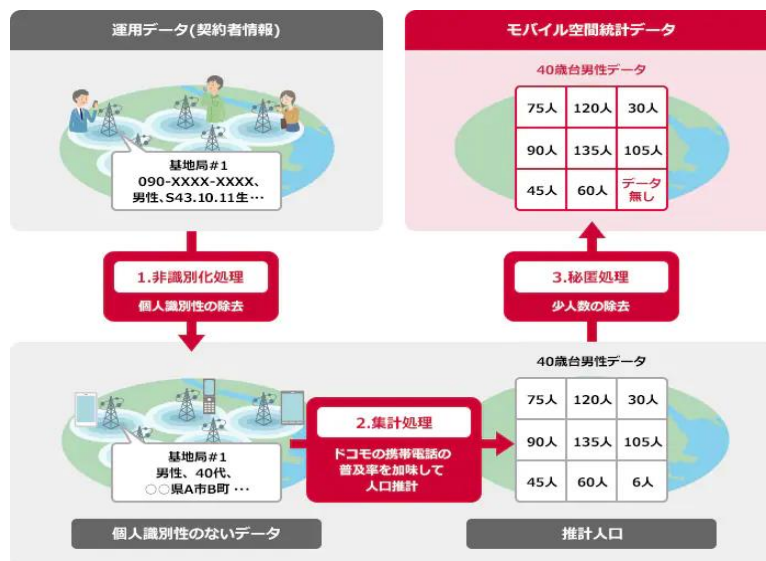 運用データ(契約者情報)
基地局#1
090-XXXX-XXXX、
男性、S43.10.11生…
1.非識別化処理
個人識別性の除去
基地局#1
男性、40代、
○○県A市B町 …
個人識別性のないデータ
2.集計処理
ドコモの携帯電話の
普及率を加味して
人口推計
40歳台男性データ
75人 120人 30人
90人 135人 105人
45人 60人 6人
推計人口
3.秘匿処理
少人数の除去
モバイル空間統計データ
40歳台男性データ
75人 120人 30人
90人 135人 105人
45人 60人 データ
無し